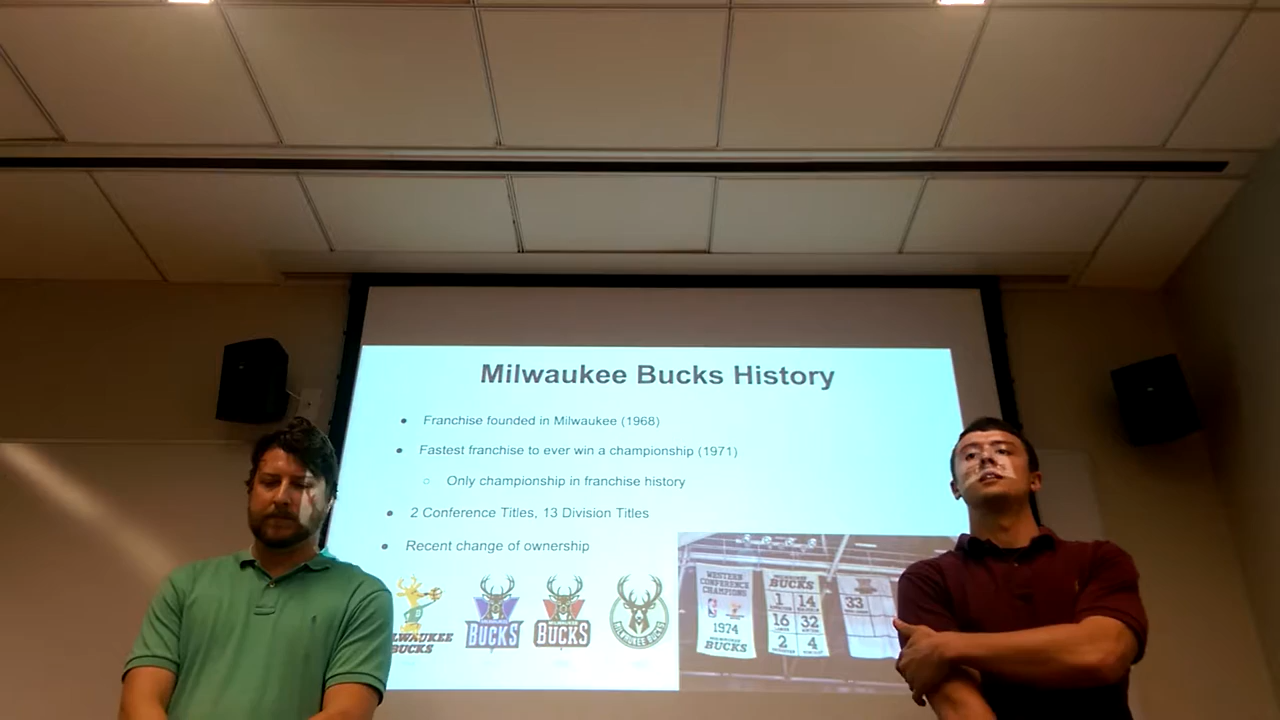 Milwaukee Bucks History
Franchise founded in Milwaukee (1968)
Fastest franchise to ever win a championship (1971)
Only championship in franchise history
2 Conference Titles, 13 Division Titles
Recent change of ownership
BUCKS
BUCKS
BUCKS
MILWAUKEE BUCKS
WESTERN
CONFERENCE
CHAMPIONS
1974
BUCKS
BUCKS
1 14
16 32
2 4
33